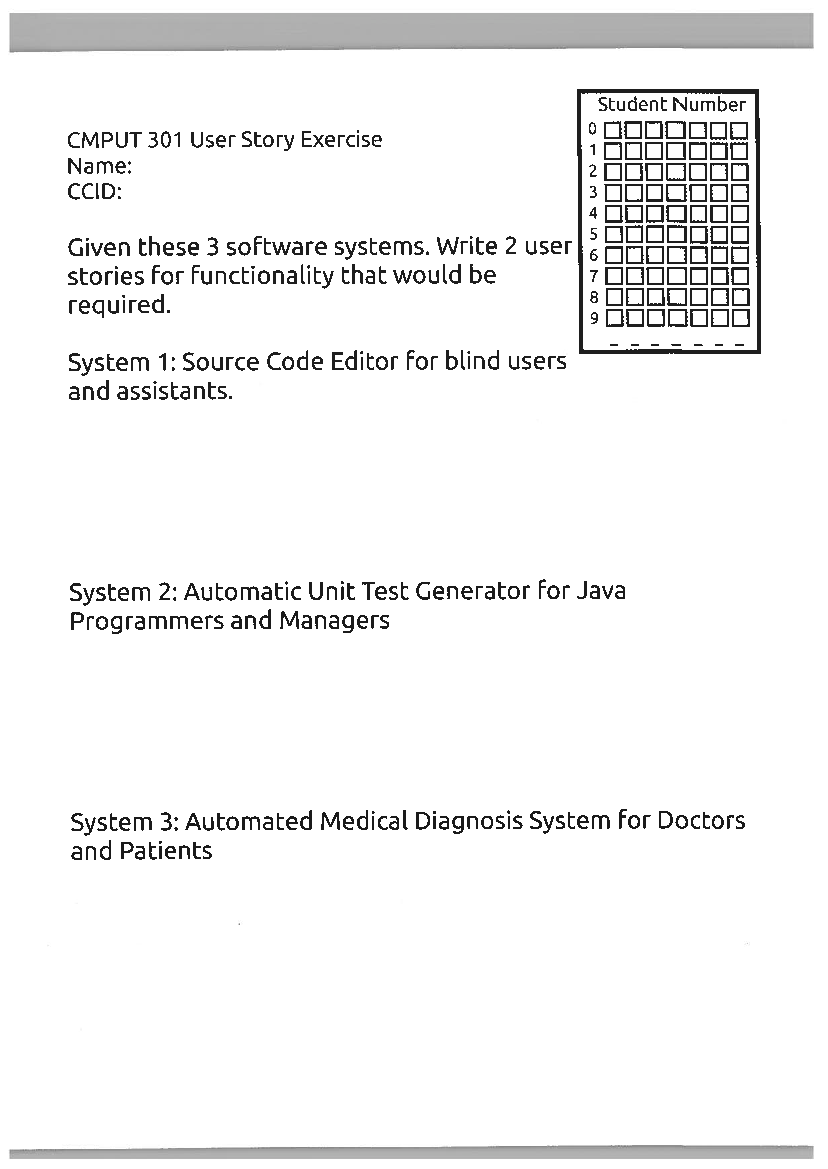 CMPUT 301 User Story Exercise
Name:
CCID:
Student Number
0
1
2
3
4
5
6
7
8
9
_ _ _ _ _ _ _
Given these 3 software systems. Write 2 user
stories for functionality that would be
required.
System 1: Source Code Editor for blind users
and assistants.
System 2: Automatic Unit Test Generator for Java
Programmers and Managers
System 3: Automated Medical Diagnosis System for Doctors
and Patients